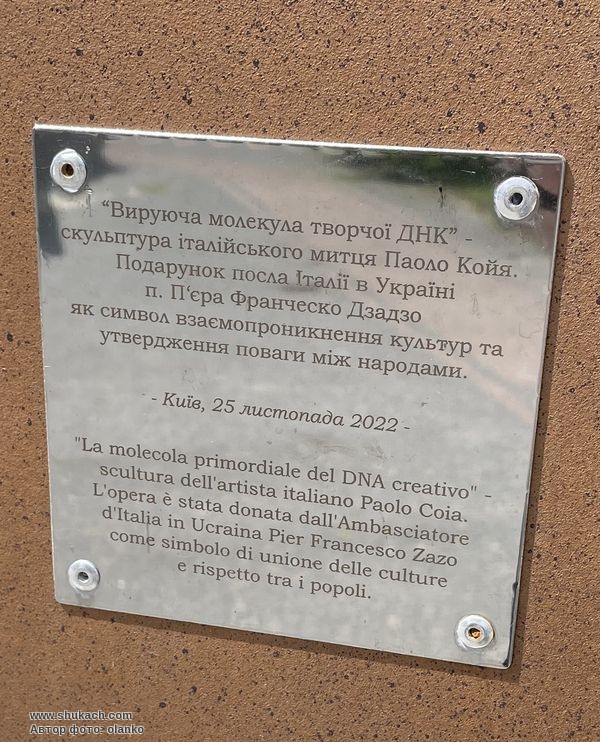 “Вируюча молекула творчої ДНК” -
скульптура італійського митця Паоло Койя.
Подарунок посла Італії в Україні
п. П‘єра Франческо Дзадзо
як символ взаємопроникнення культур та
утвердження поваги між народами.
- Київ, 25 листопада 2022 -
"La molecola primordiale del DNA creativo" -
scultura dell'artista italiano Paolo Coia.
L'opera è stata donata dall'Ambasciatore
d'Italia in Ucraina Pier Francesco Zazo
come simbolo di unione delle culture
e rispetto tra i popoli.
www.shukach.com
Автор фото: olanko